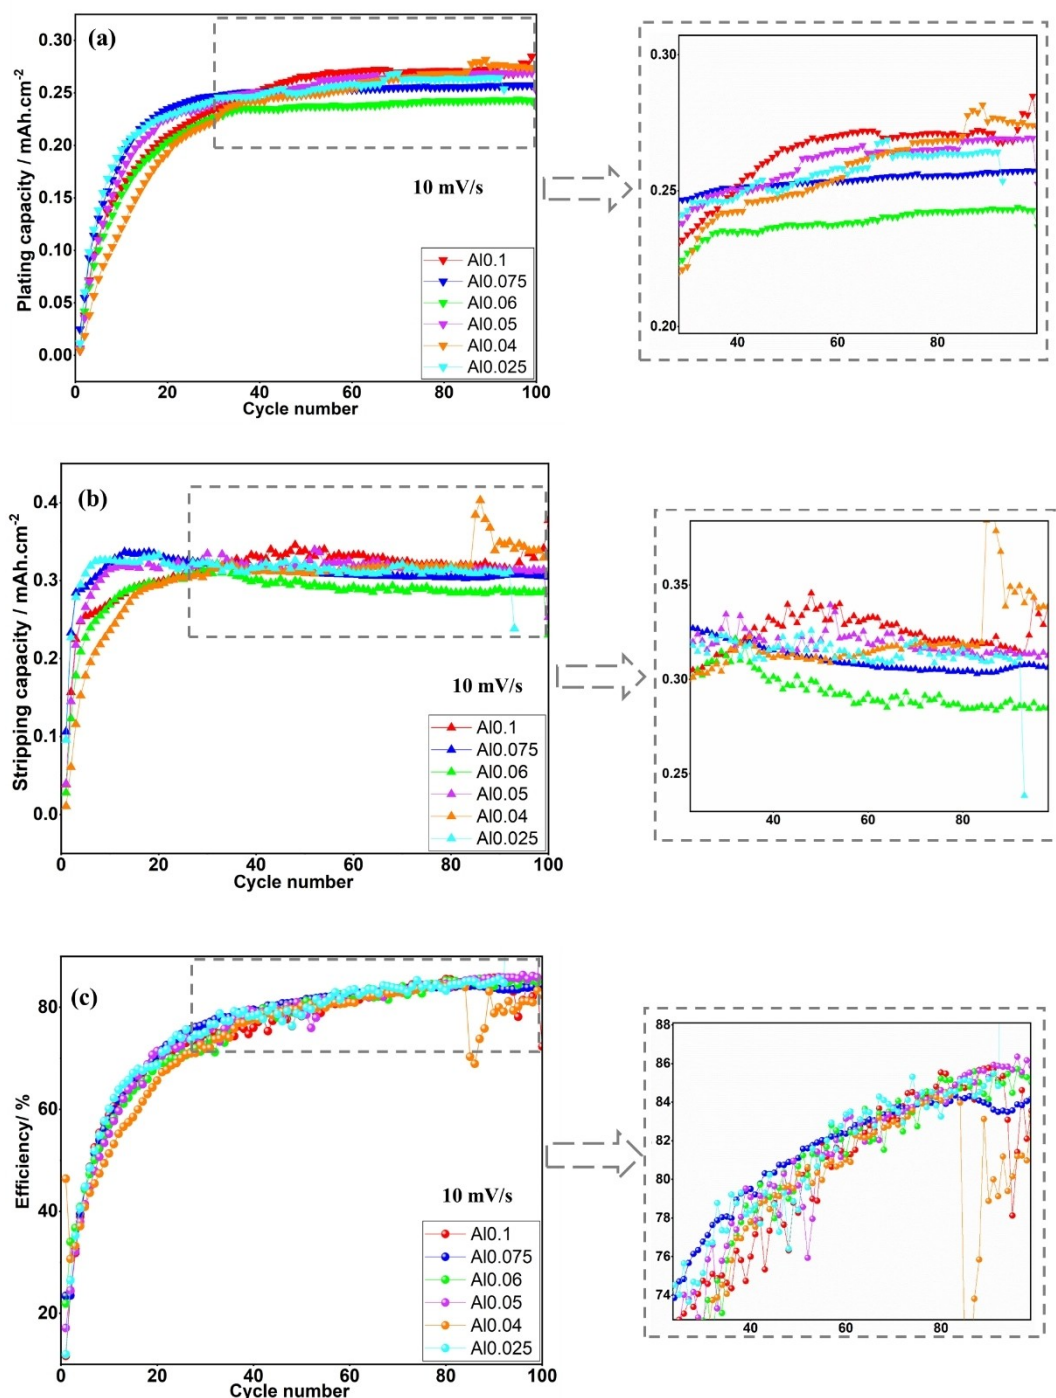 (a)
Plating capacity / mAh.cm-2
0.30
0.25
0.20
0.15
0.10
0.05
0.00
10 mV/s
Al0.1
Al0.075
Al0.06
Al0.05
Al0.04
Al0.025
0 20 40 60 80 100
Cycle number
0.30
0.25
0.20
40 60 80
(b)
Stripping capacity / mAh.cm-2
0.4
0.3
0.2
0.1
0.0
10 mV/s
Al0.1
Al0.075
Al0.06
Al0.05
Al0.04
Al0.025
0 20 40 60 80 100
Cycle number
0.35
0.30
0.25
40 60 80
(c)
Efficiency/ %
80
60
40
20
10 mV/s
Al0.1
Al0.075
Al0.06
Al0.05
Al0.04
Al0.025
0 20 40 60 80 100
Cycle number
88
86
84
82
80
78
76
74
40 60 80